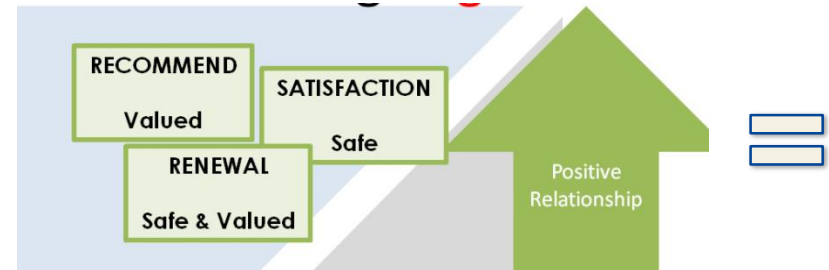 RECOMMEND
Valued
SATISFACTION
Safe
RENEWAL
Safe & Valued
Positive
Relationship